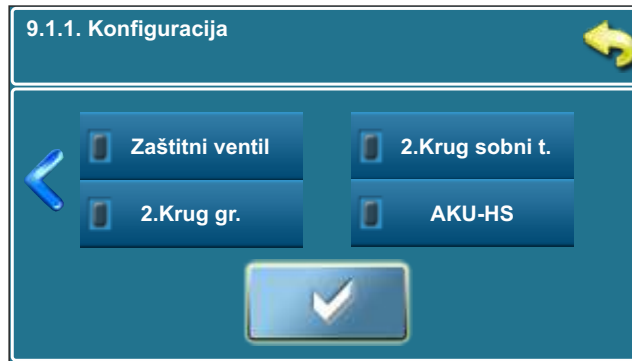 9.1.1. Konfiguracija
Zaštitni ventil
2.Krug sobni t.
2.Krug gr.
AKU-HS